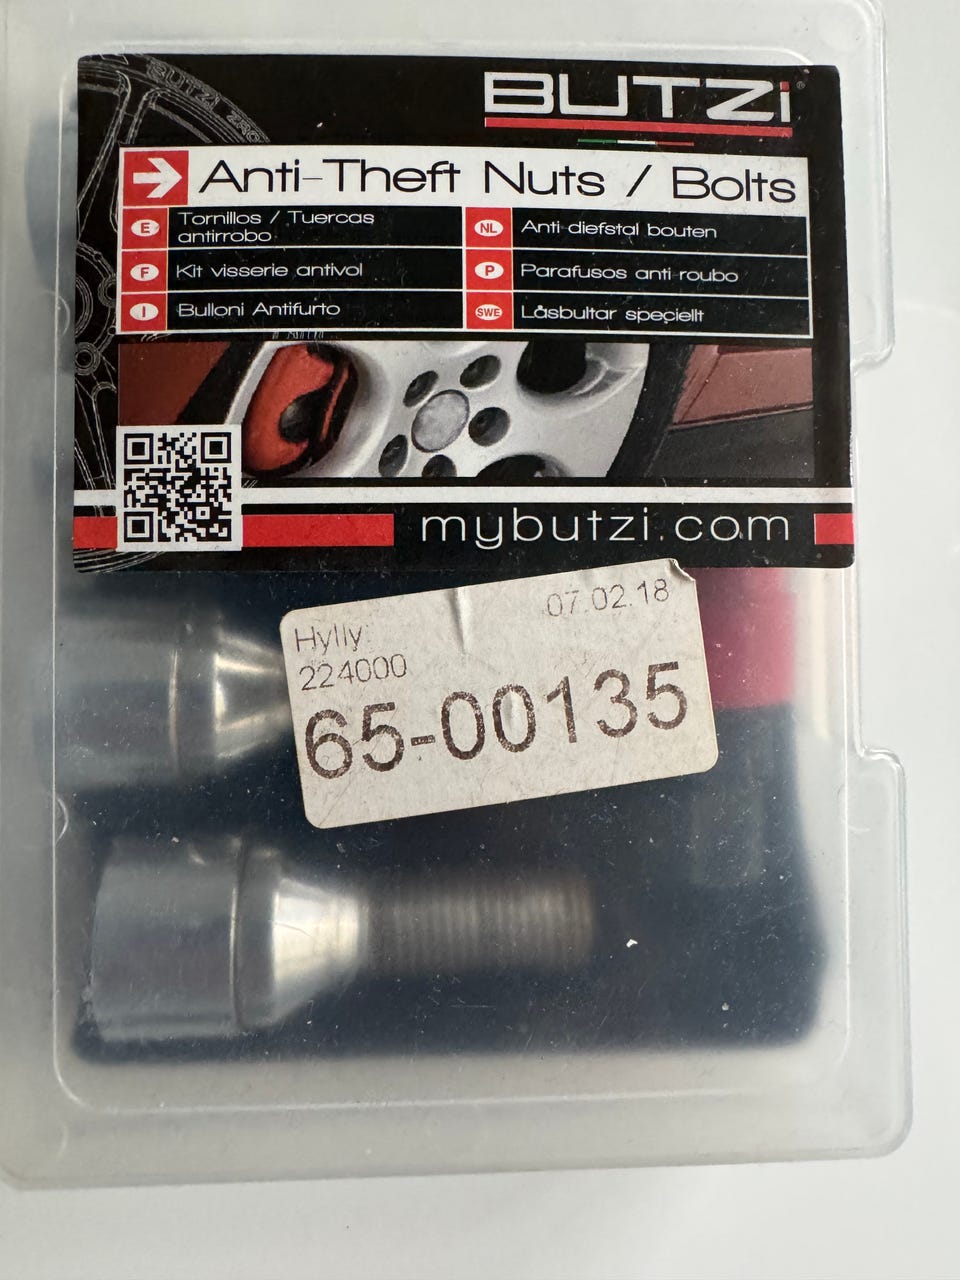 BUTZi®
Anti-Theft Nuts / Bolts
E Tornillos / Tuercas antirrobo
NL Anti diefstal bouten
F Kit visserie antivol
P Parafusos anti roubo
I Bulloni Antifurto
SWE Låsbultar speçiellt
mybutzi.com
07.02.18
Hylly:
224000
65-00135